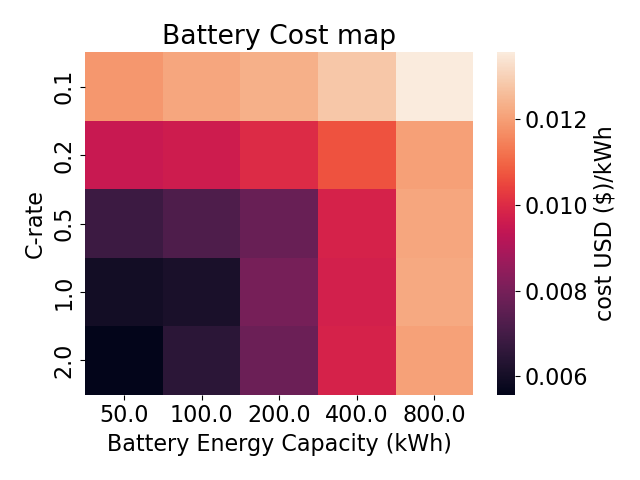 Battery Cost map
0.1
0.2
0.5
1.0
2.0
C-rate
50.0 100.0 200.0 400.0 800.0
Battery Energy Capacity (kWh)
0.012
0.010
0.008
0.006
cost USD ($)/kWh